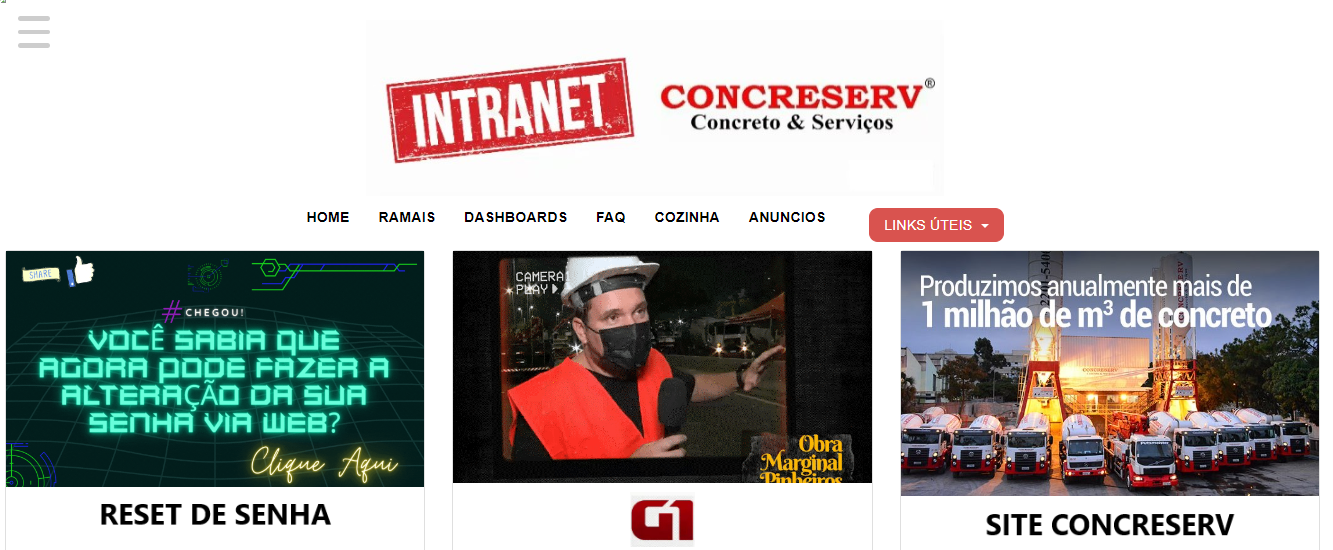 INTRANET
CONCRESERV®
Concreto & Serviços
HOME RAMAIS DASHBOARDS FAQ COZINHA ANUNCIOS LINKS ÚTEIS
SHARE
#CHEGOU!
VOCÊ SABIA QUE
AGORA PODE FAZER A
ALTERAÇÃO DA SUA
SENHA VIA WEB?
Clique Aqui
RESET DE SENHA
CAMERA1
PLAY
Obra
Marginal
Pinheiros
G1
Produzimos anualmente mais de
1 milhão de m³ de concreto
CONCRESERV
SITE CONCRESERV